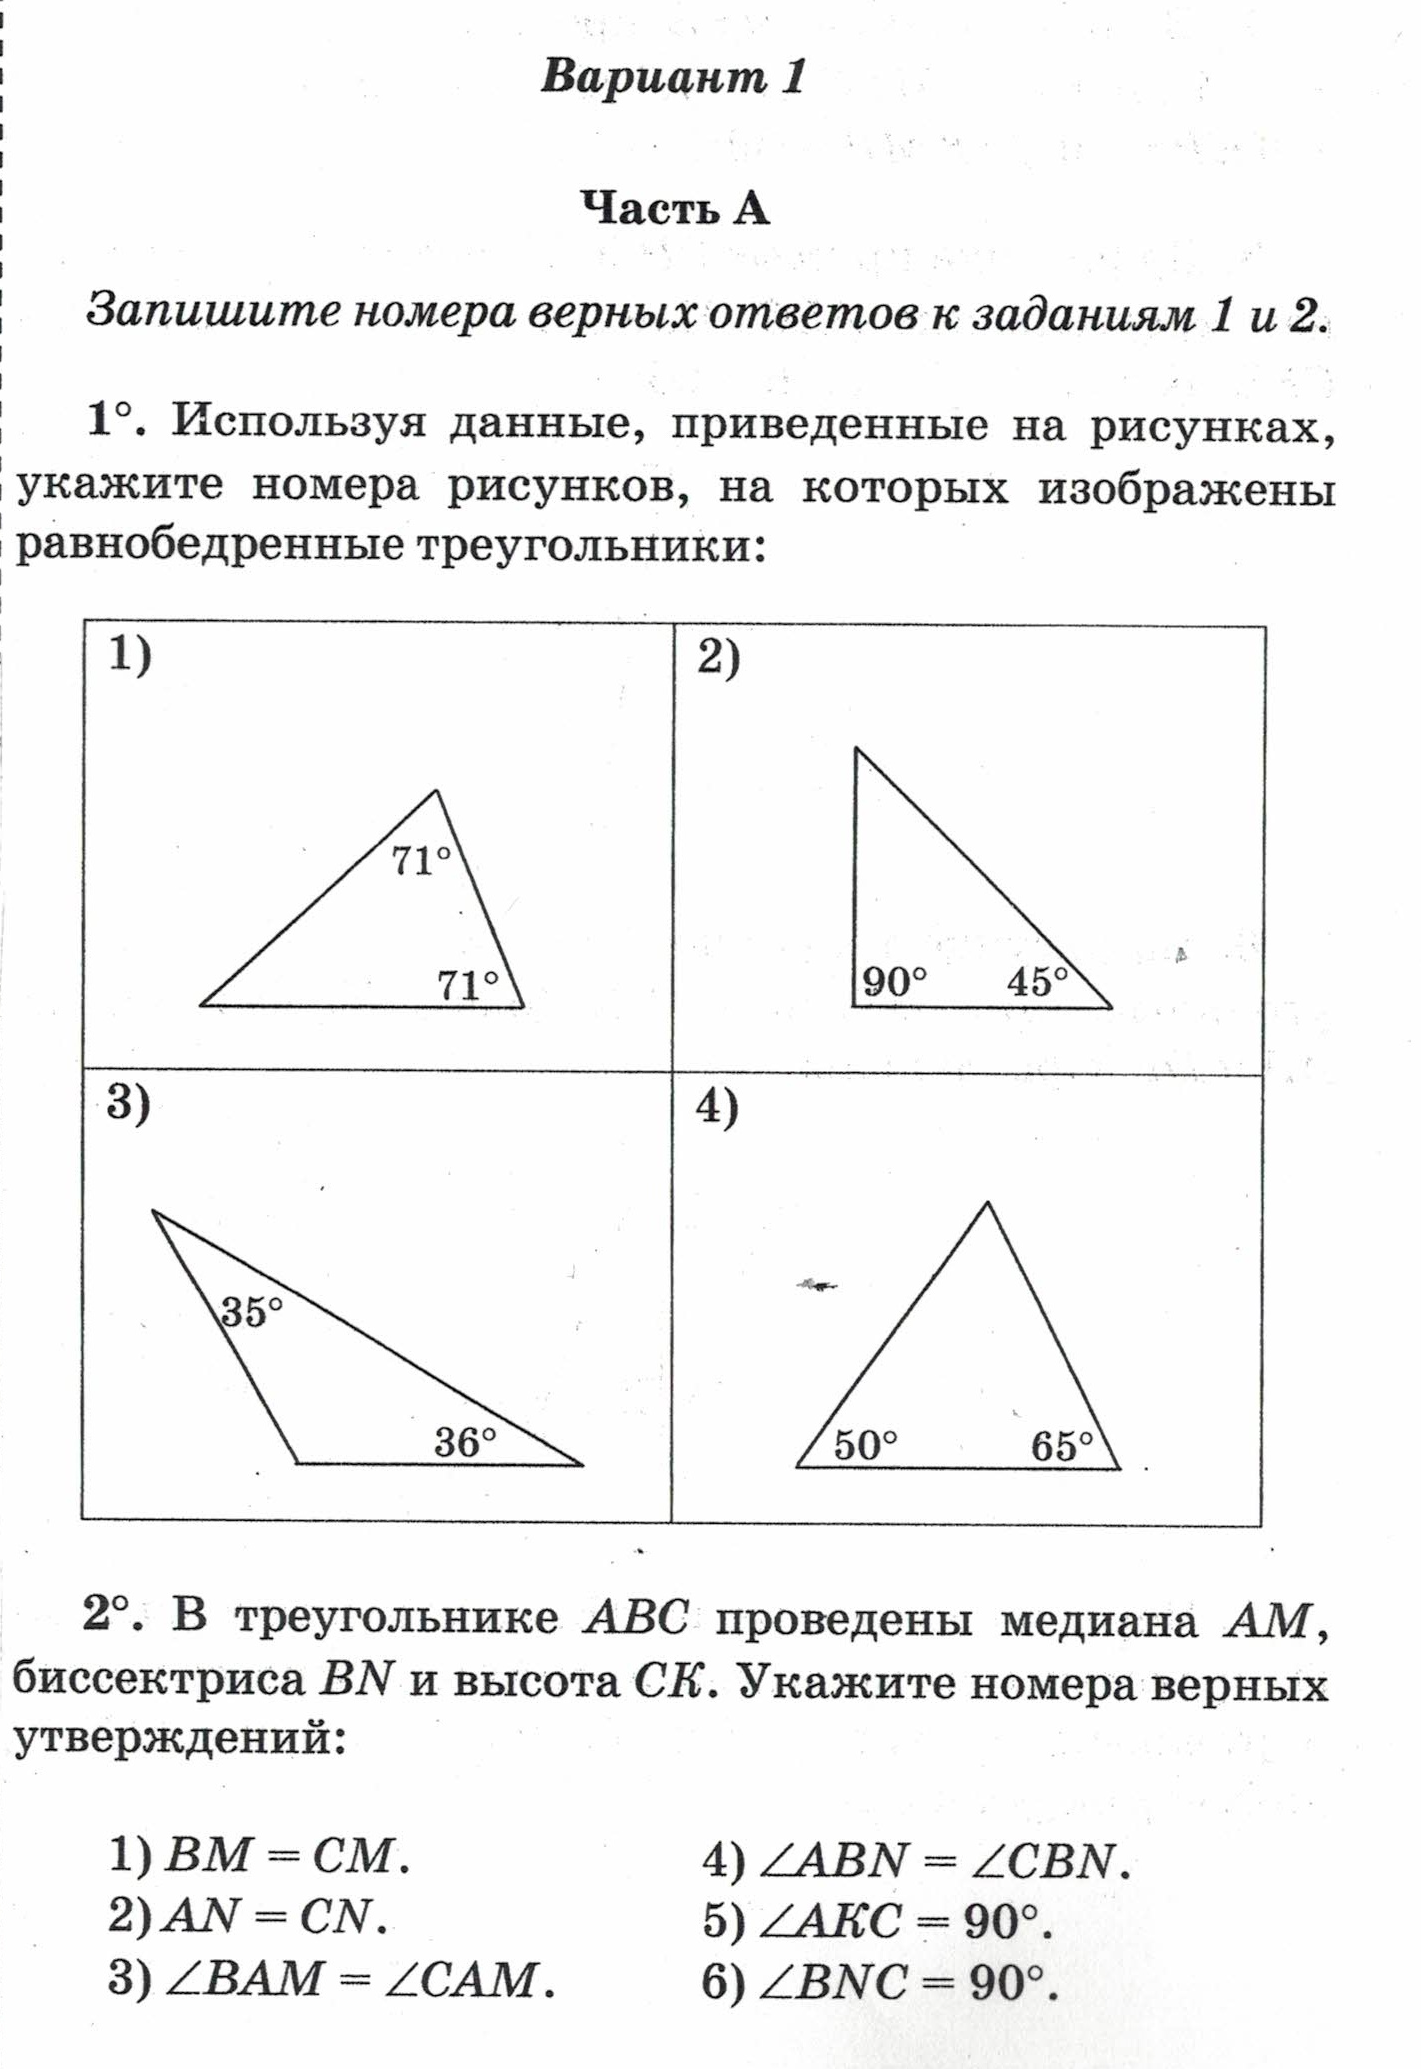 Вариант 1
Часть А
Запишите номера верных ответов к заданиям 1 и 2.
1°. Используя данные, приведенные на рисунках,
укажите номера рисунков, на которых изображены
равнобедренные треугольники:
1)
2)
71°
71°
90°
45°
3)
4)
35°
36°
50°
65°
2°. В треугольнике ABC проведены медиана AM,
биссектриса BN и высота CK. Укажите номера верных
утверждений:
1) BM = CM.
2) AN = CN.
3) ∠BAM = ∠CAM.
4) ∠ABN = ∠CBN.
5) ∠AKC = 90°.
6) ∠BNC = 90°.